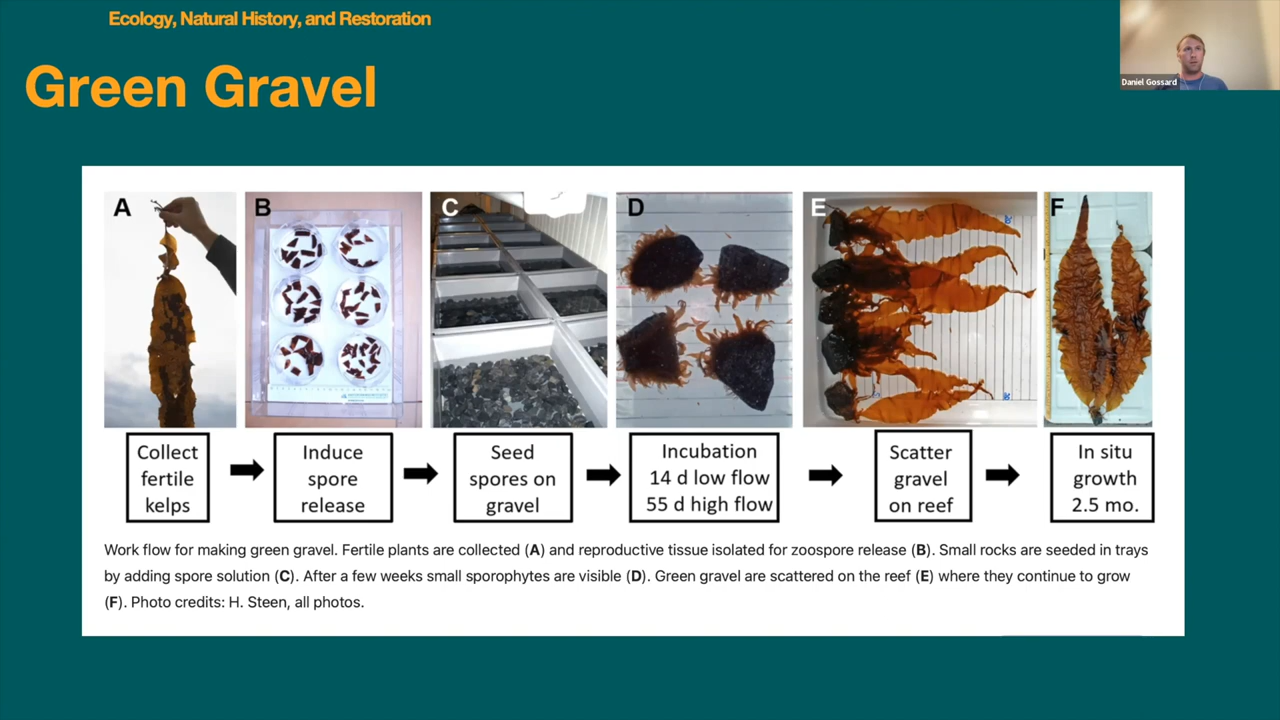 Ecology, Natural History, and Restoration
Green Gravel
Daniel Gossard
A
B
C
D
E
F
Collect
fertile
kelps
Induce
spore
release
Seed
spores on
gravel
Incubation
14 d low flow
55 d high flow
Scatter
gravel
on reef
In situ
growth
2.5 mo.
Work flow for making green gravel. Fertile plants are collected (A) and reproductive tissue isolated for zoospore release (B). Small rocks are seeded in trays
by adding spore solution (C). After a few weeks small sporophytes are visible (D). Green gravel are scattered on the reef (E) where they continue to grow
(F). Photo credits: H. Steen, all photos.